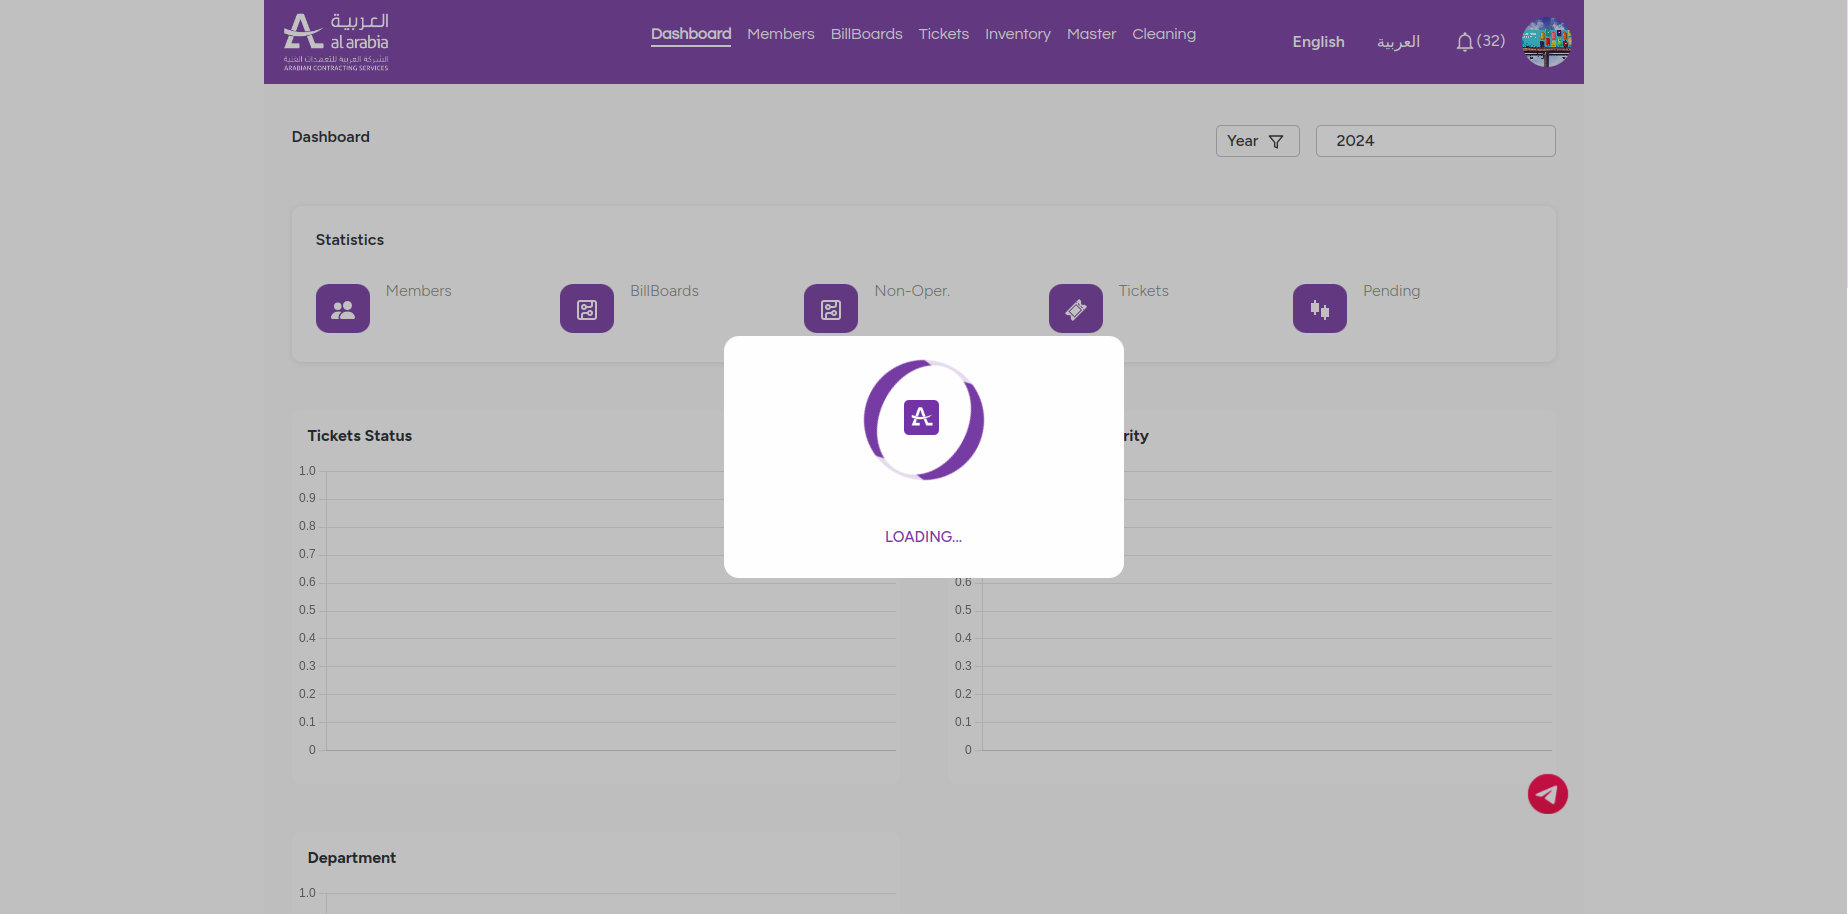 العربية
al arabia
الشركة العربية للتعهدات الفنية
ARABIAN CONTRACTING SERVICES
Dashboard Members BillBoards Tickets Inventory Master Cleaning
English العربية (32)
Dashboard
Year 2024
Statistics
Members BillBoards Non-Oper. Tickets Pending
LOADING...
Tickets Status
1.0
0.9
0.8
0.7
0.6
0.5
0.4
0.3
0.2
0.1
0
rity
0.6
0.5
0.4
0.3
0.2
0.1
0
Department
1.0